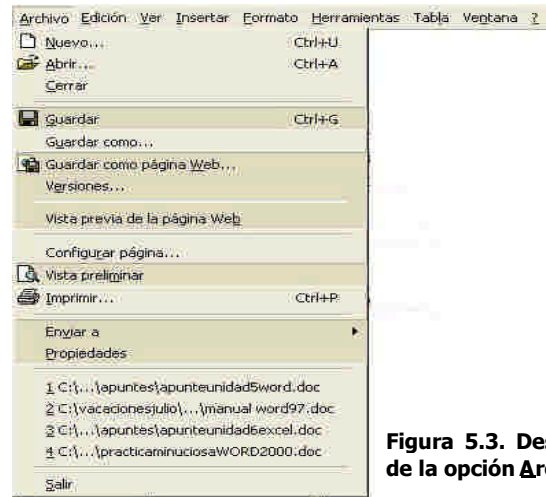 Archivo Edición Ver Insertar Formato Herramientas Tabla Ventana ?
Nuevo... Ctrl+U
Abrir... Ctrl+A
Cerrar
Guardar Ctrl+G
Guardar como...
Guardar como página Web...
Versiones...
Vista previa de la página Web
Configurar página...
Vista preliminar
Imprimir... Ctrl+P
Enviar a
Propiedades
1 C:\...\apuntes\apunteunidad5word.doc
2 C:\vacacionesjulio\...\manual word97.doc
3 C:\...\apuntes\apunteunidad6excel.doc
4 C:\...\practicaminuciosaWORD2000.doc
Salir
Figura 5.3. Des
de la opción Ar